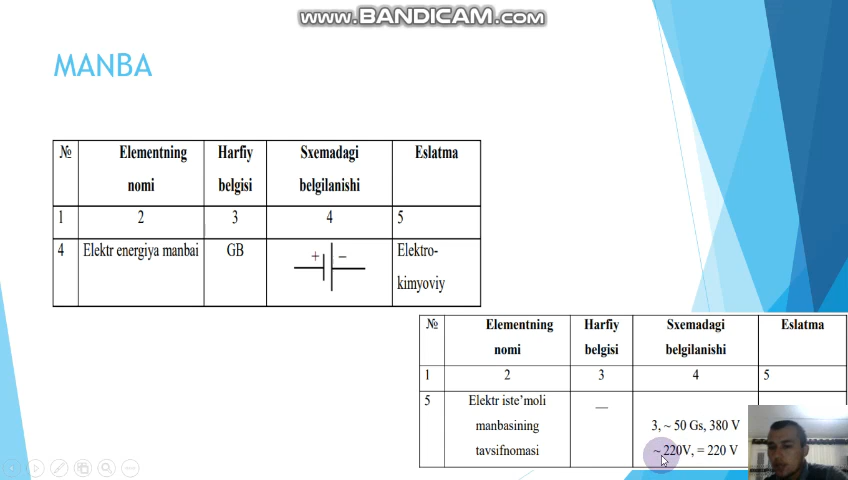 www.BANDICAM.com
MANBA
№ Elementning nomi Harfiy belgisi Sxemadagi belgilanishi Eslatma
1 2 3 4 5
4 Elektr energiya manbai GB + – Elektro-
kimyoviy
№ Elementning nomi Harfiy belgisi Sxemadagi belgilanishi Eslatma
1 2 3 4 5
5 Elektr iste’moli —
manbasining 3, ~ 50 Gs, 380 V
tavsifnomasi ~ 220V, = 220 V